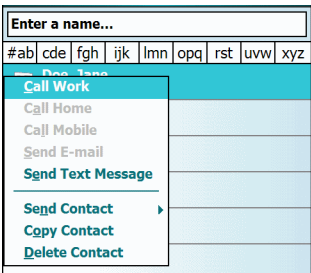 Enter a name...
#ab cde fgh ijk lmn opq rst uvw xyz
Doe, Jane
Call Work
Call Home
Call Mobile
Send E-mail
Send Text Message
Send Contact
Copy Contact
Delete Contact